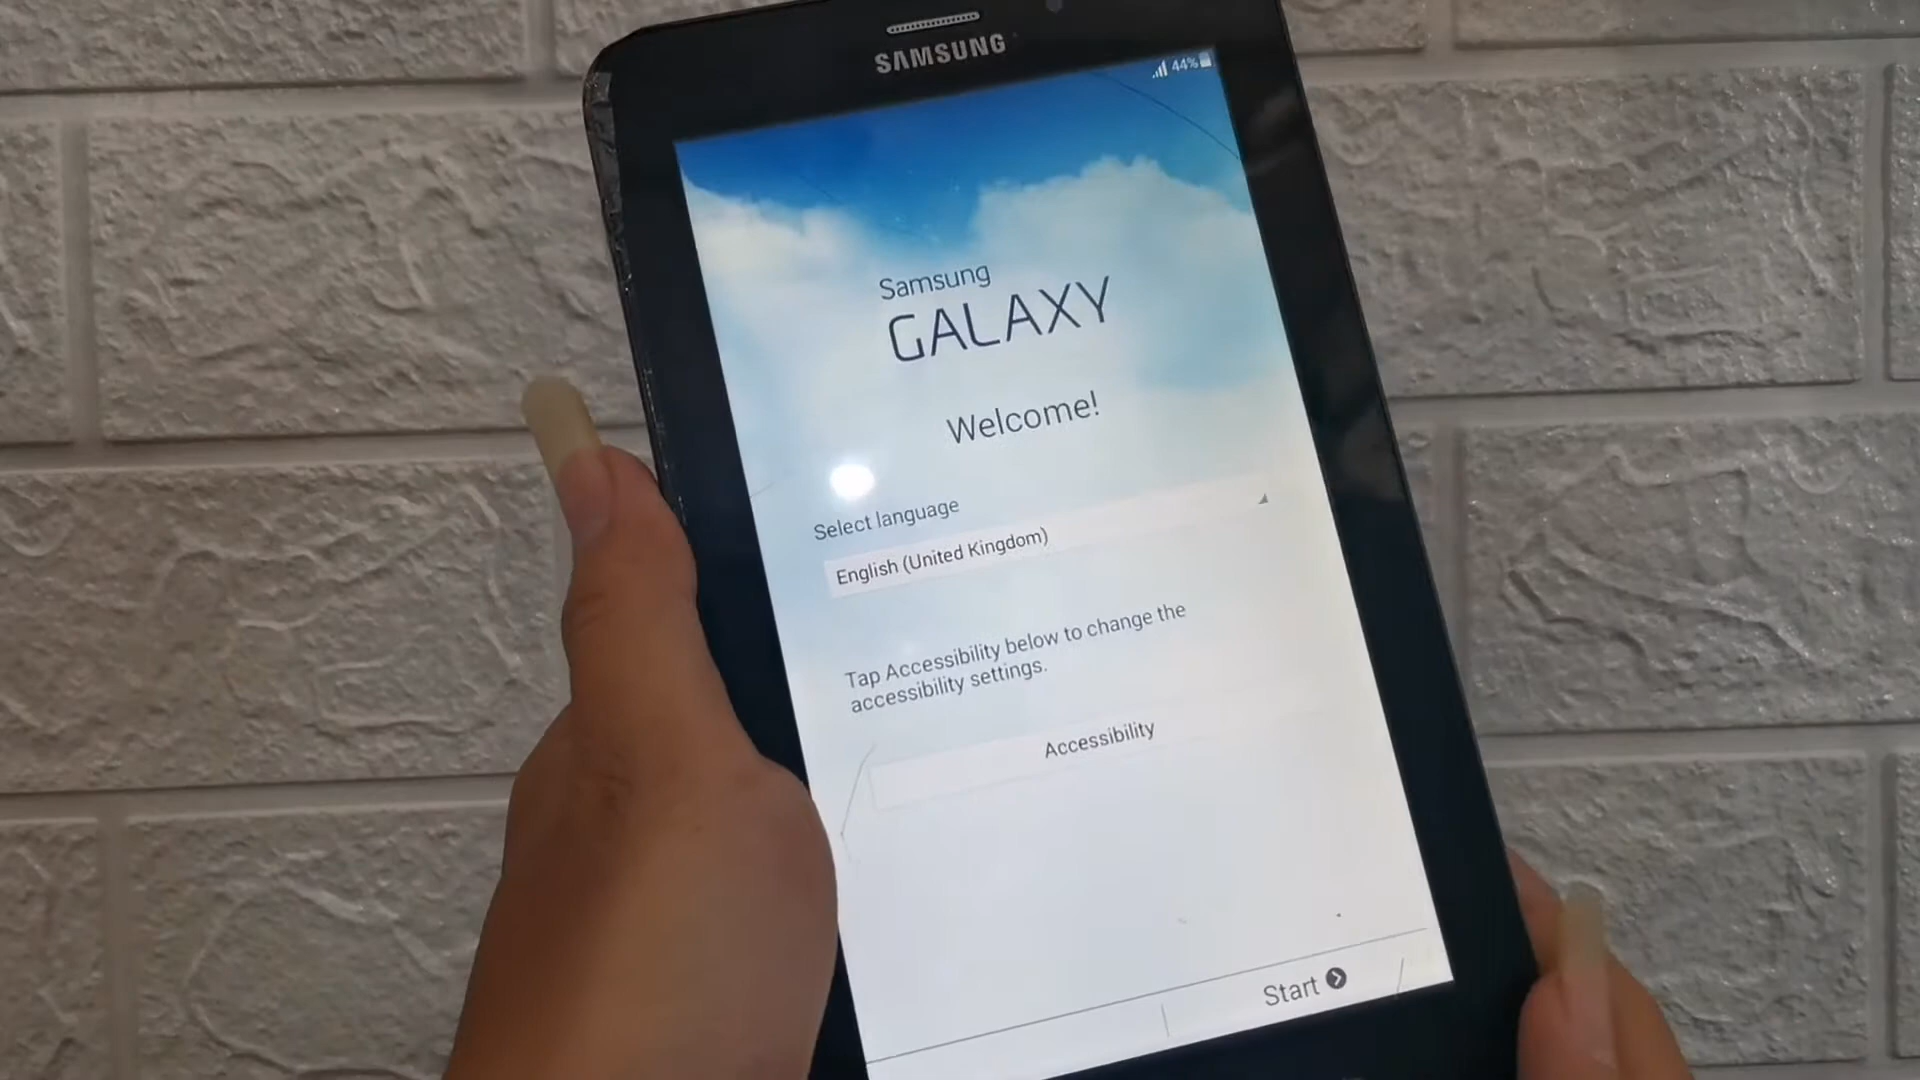 SAMSUNG
44%
Samsung
GALAXY
Welcome!
Select language
English (United Kingdom)
Tap Accessibility below to change the
accessibility settings.
Accessibility
Start